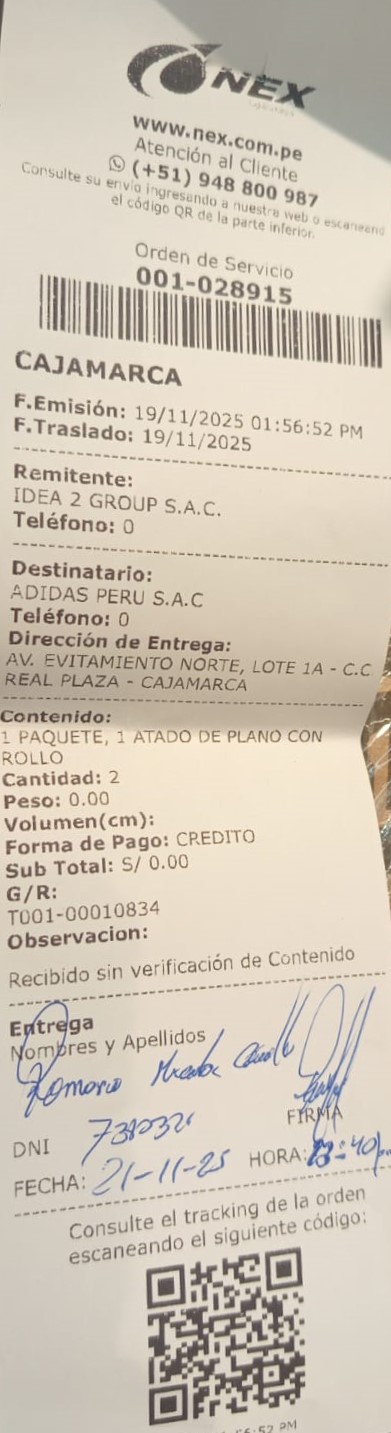 NEX
www.nex.com.pe
Atención al Cliente
(+51) 948 800 987
Consulte su envío ingresando a nuestra web o escaneand
el código QR de la parte inferior.
Orden de Servicio
001-028915
CAJAMARCA
F.Emisión: 19/11/2025 01:56:52 PM
F.Traslado: 19/11/2025
Remitente:
IDEA 2 GROUP S.A.C.
Teléfono: 0
Destinatario:
ADIDAS PERU S.A.C
Teléfono: 0
Dirección de Entrega:
AV. EVITAMIENTO NORTE, LOTE 1A - C.C
REAL PLAZA - CAJAMARCA
Contenido:
1 PAQUETE, 1 ATADO DE PLANO CON
ROLLO
Cantidad: 2
Peso: 0.00
Volumen(cm):
Forma de Pago: CREDITO
Sub Total: S/ 0.00
G/R:
T001-00010834
Observacion:
Recibido sin verificación de Contenido
Entrega
Nombres y Apellidos
Romario
FIRMA
DNI
FECHA: 21-11-25 HORA:
Consulte el tracking de la orden
escaneando el siguiente código:
:56:52 PM